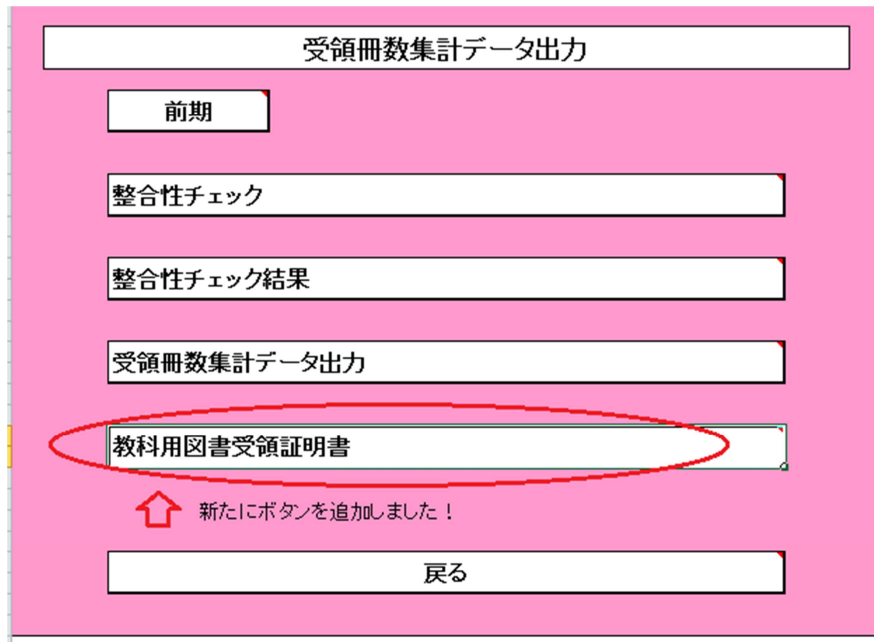 受領冊数集計データ出力
前期
整合性チェック
整合性チェック結果
受領冊数集計データ出力
教科用図書受領証明書
新たにボタンを追加しました！
戻る